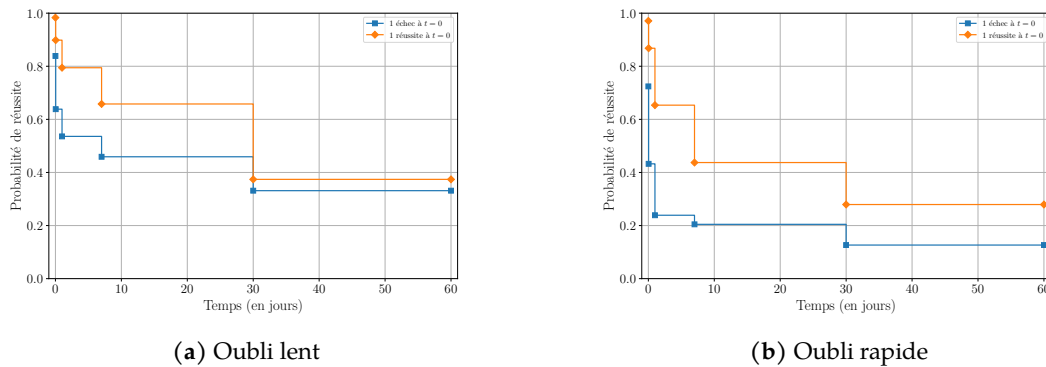 1.0
0.8
0.6
0.4
0.2
0.0
Probabilité de réussite
1 échec à t = 0
1 réussite à t = 0
0 10 20 30 40 50 60
Temps (en jours)
(a) Oubli lent
1.0
0.8
0.6
0.4
0.2
0.0
Probabilité de réussite
1 échec à t = 0
1 réussite à t = 0
0 10 20 30 40 50 60
Temps (en jours)
(b) Oubli rapide